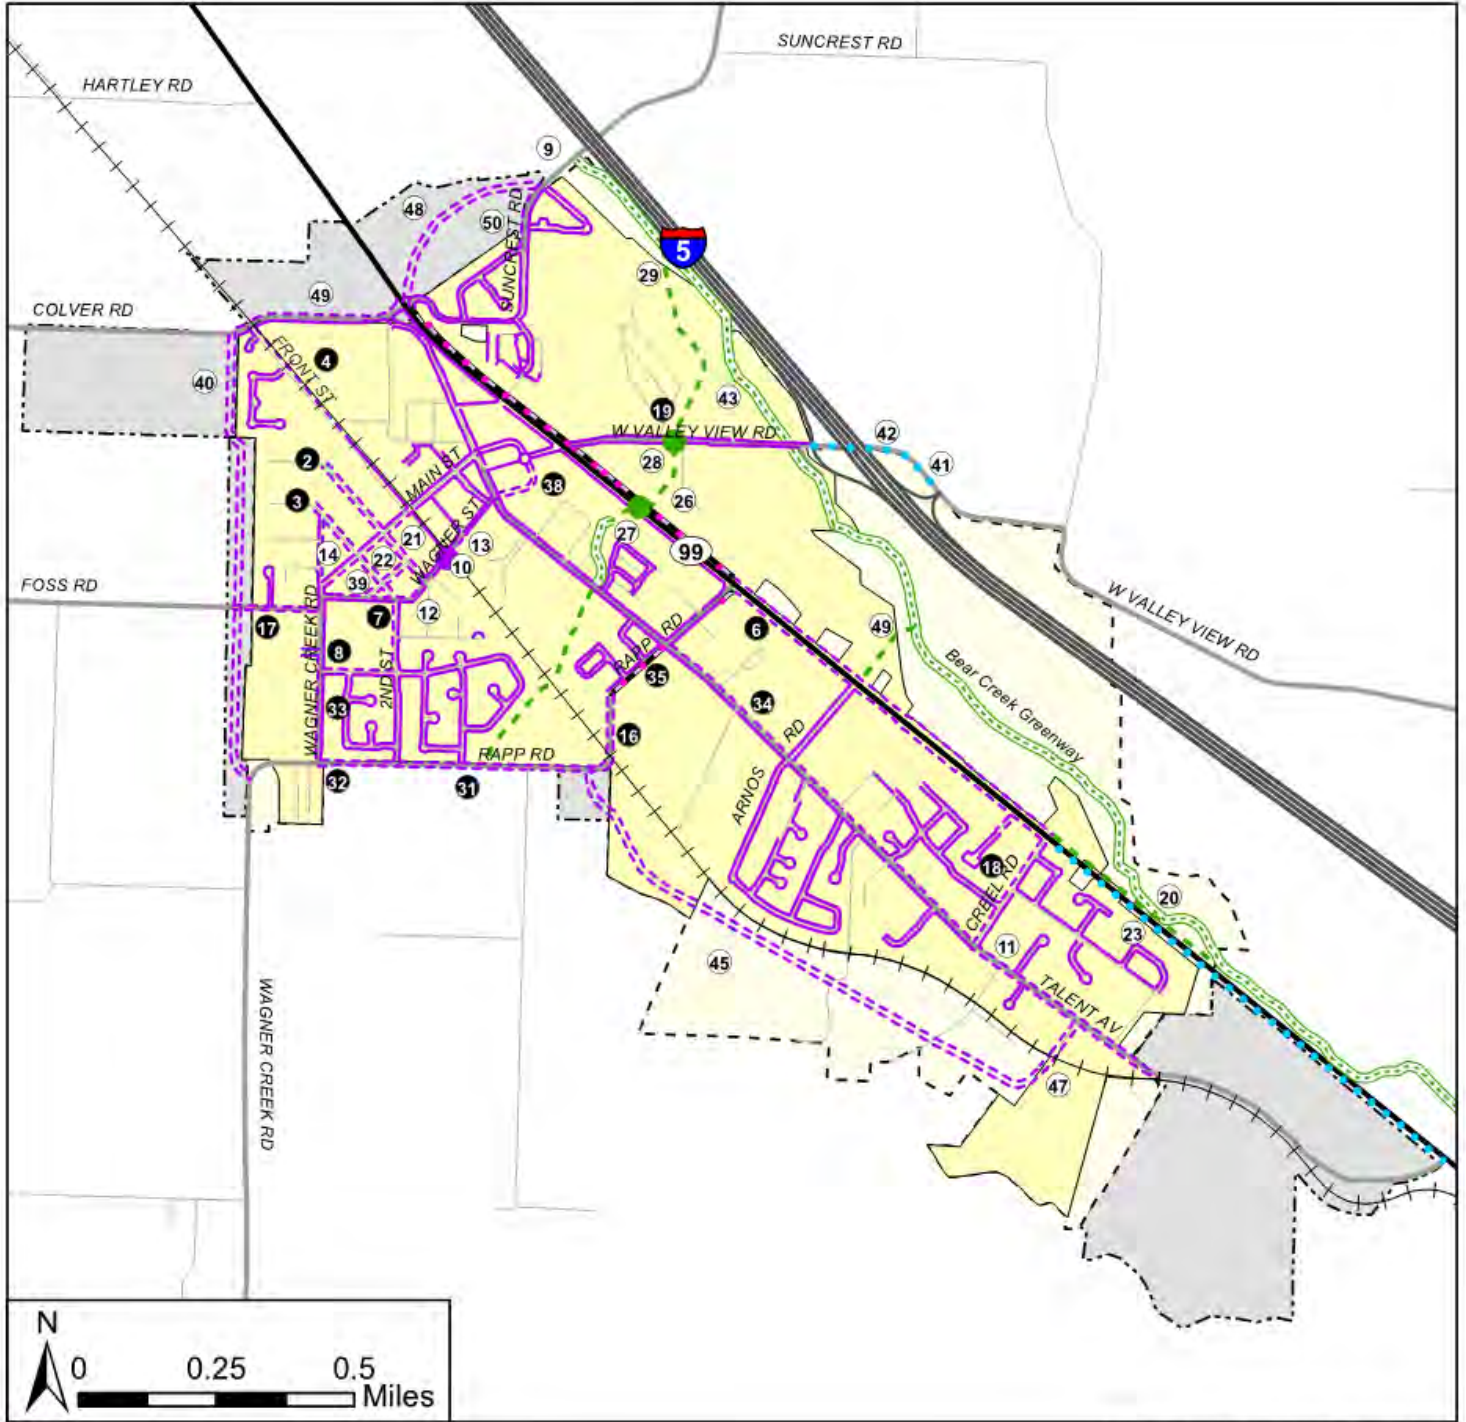 SUNCREST RD
HARTLEY RD
9
48
50
SUNCREST RD
5
29
49
COLVER RD
FRONT ST
4
40
43
19
W VALLEY VIEW RD
42
41
2
MAIN ST
28
38
26
3
WAGNER ST
21
13
27
99
14
22
10
39
FOSS RD
12
7
17
WAGNER CREEK RD
8
2ND ST
RAPP RD
35
6
49
W VALLEY VIEW RD
Bear Creek Greenway
33
34
16
RAPP RD
32
31
ARNOS RD
18
CREEL RD
20
23
11
45
TALENT AV
47
WAGNER CREEK RD
N
0 0.25 0.5
Miles